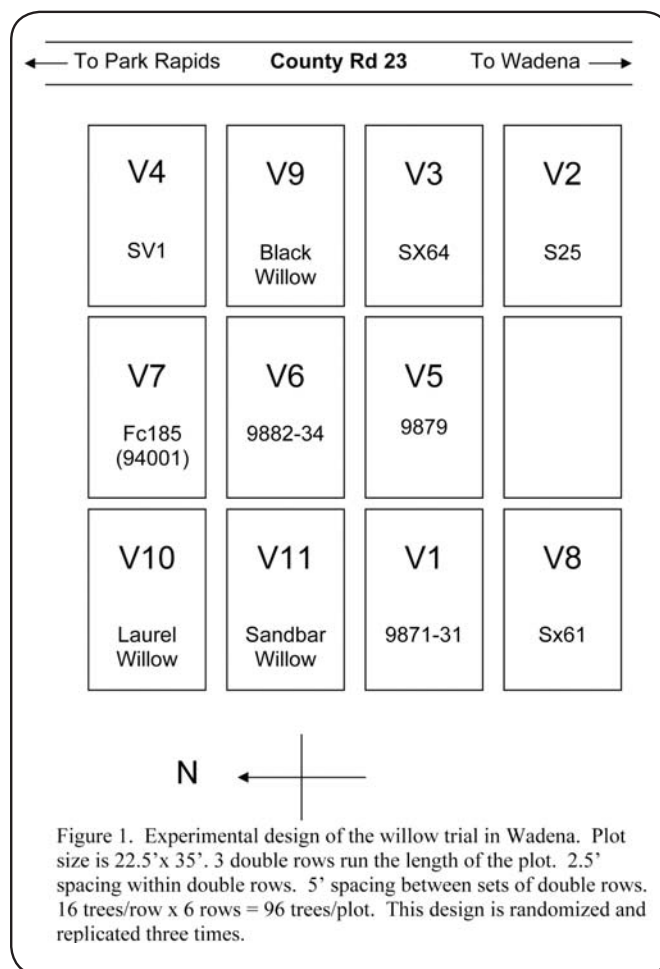 To Park Rapids County Rd 23 To Wadena
V4 V9 V3 V2
SV1 Black Willow SX64 S25
V7 V6 V5
Fc185 (94001) 9882-34 9879
V10 V11 V1 V8
Laurel Willow Sandbar Willow 9871-31 Sx61
N
Figure 1. Experimental design of the willow trial in Wadena. Plot
size is 22.5'x 35'. 3 double rows run the length of the plot. 2.5'
spacing within double rows. 5' spacing between sets of double rows.
16 trees/row x 6 rows = 96 trees/plot. This design is randomized and
replicated three times.